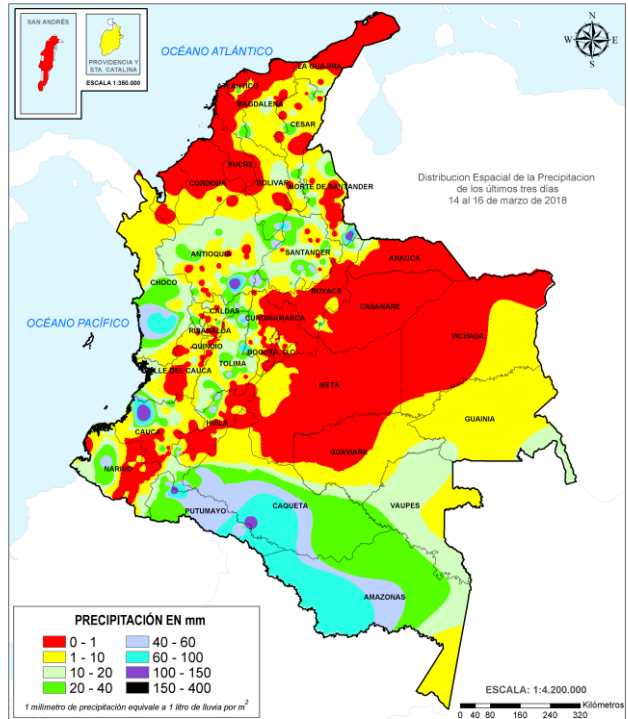 SAN ANDRÉS
PROVIDENCIA Y
STA. CATALINA
ESCALA 1:350.000
OCÉANO ATLÁNTICO
N
W E
S
LA GUAJIRA
ATLÁNTICO
MAGDALENA
CESAR
SUCRE
CORDOBA
BOLIVAR
NORTE DE SANTANDER
Distribucion Espacial de la Precipitacion
de los últimos tres días
14 al 16 de marzo de 2018
ANTIOQUIA
SANTANDER
ARAUCA
CHOCO
BOYACA
CASANARE
OCÉANO PACÍFICO
CALDAS
CUNDINAMARCA
RISARALDA
VICHADA
QUINDIO
BOGOTA, D.C.
TOLIMA
VALLE DEL CAUCA
META
GUAINIA
HUILA
CAUCA
GUAVIARE
NARIÑO
VAUPES
CAQUETA
PUTUMAYO
AMAZONAS
PRECIPITACIÓN EN mm
0 - 1 40 - 60
1 - 10 60 - 100
10 - 20 100 - 150
20 - 40 150 - 400
1 milimetro de precipitación equivale a 1 litro de lluvia por m²
ESCALA: 1:4.200.000
Kilómetros
0 40 80 160 240 320